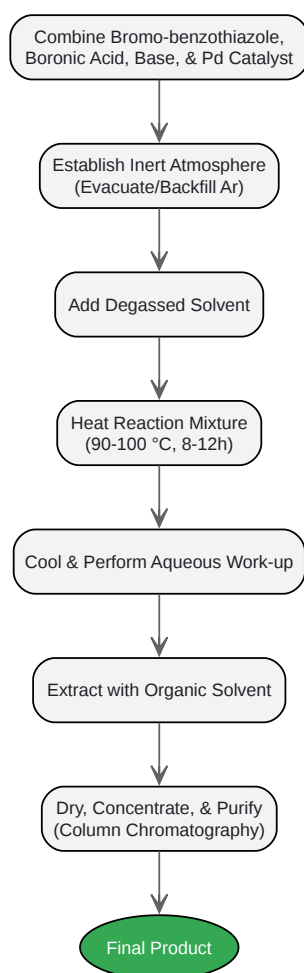 Combine Bromo-benzothiazole,
Boronic Acid, Base, & Pd Catalyst
Establish Inert Atmosphere
(Evacuate/Backfill Ar)
Add Degassed Solvent
Heat Reaction Mixture
(90-100 °C, 8-12h)
Cool & Perform Aqueous Work-up
Extract with Organic Solvent
Dry, Concentrate, & Purify
(Column Chromatography)
Final Product